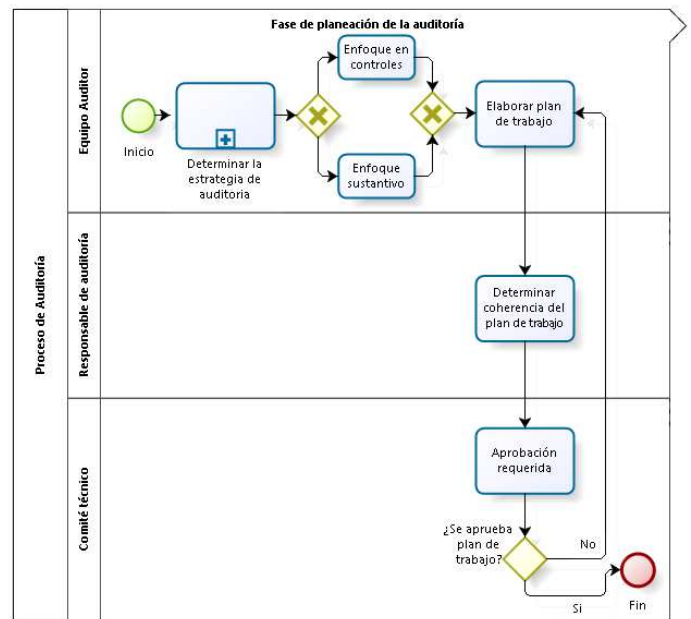 Fase de planeación de la auditoría
Proceso de Auditoría
Equipo Auditor
Inicio
Determinar la
estrategia de
auditoria
Enfoque en
controles
Enfoque
sustantivo
Elaborar plan
de trabajo
Responsable de auditoría
Determinar
coherencia del
plan de trabajo
Comité técnico
Aprobación
requerida
¿Se aprueba
plan de
trabajo?
No
Si
Fin